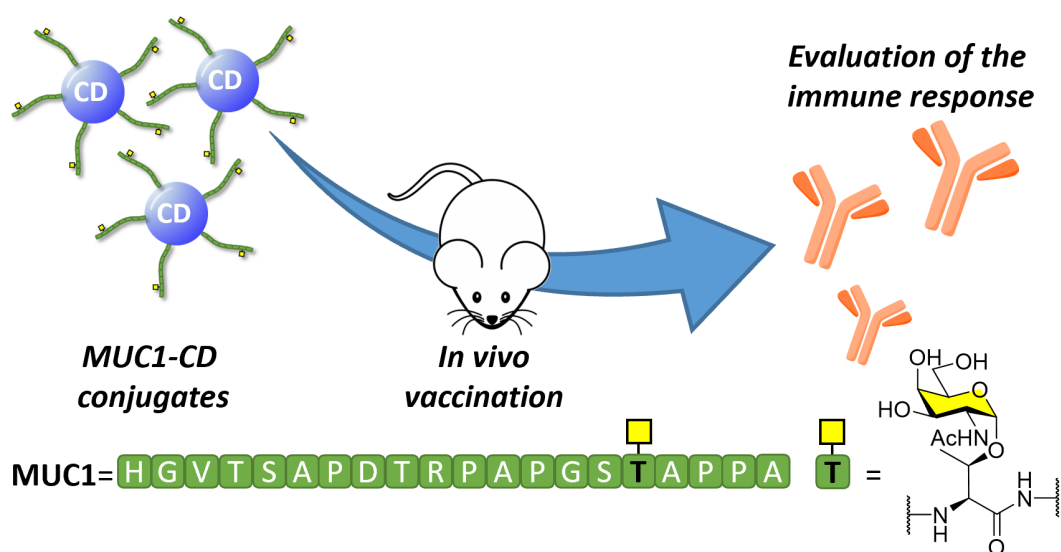 CD
CD
CD
Evaluation of the
immune response
MUC1-CD
conjugates
In vivo
vaccination
MUC1= H G V T S A P D T R P A P G S T A P P A T =
OH
OH
O
HO
AcHN
O
N
H
O
H
N